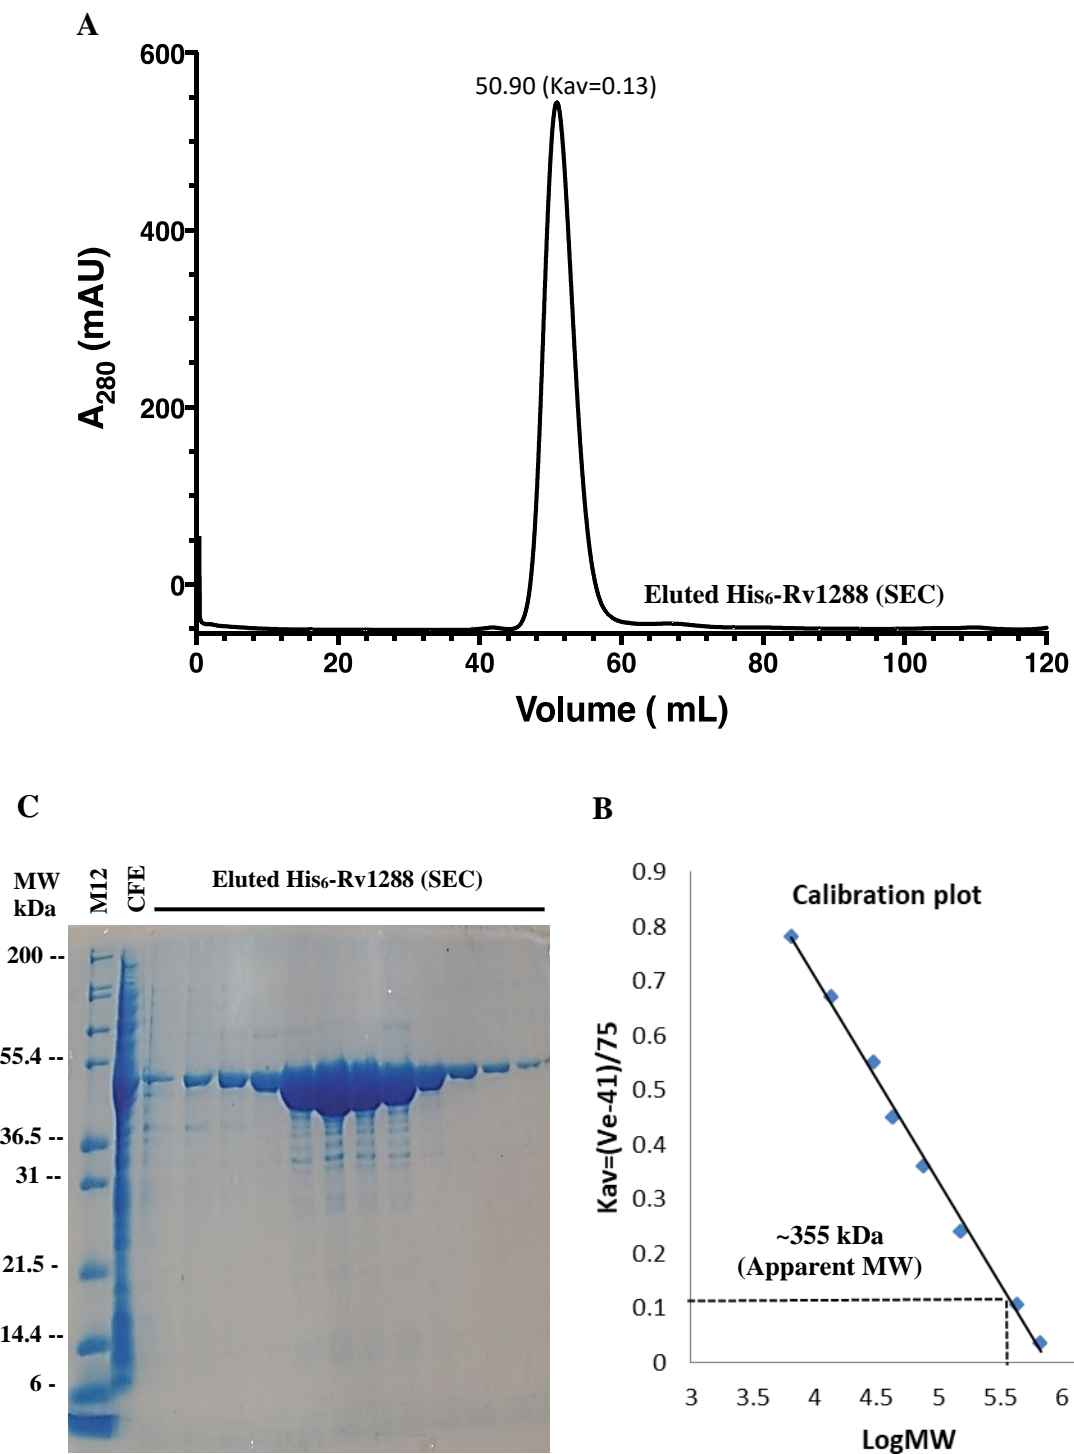 A
600
50.90 (Kav=0.13)
400
A280 (mAU)
200
0
Eluted His6-Rv1288 (SEC)
0 20 40 60 80 100 120
Volume ( mL)
C
B
MW
kDa
M12
CFE
Eluted His6-Rv1288 (SEC)
200 --
55.4 --
36.5 --
31 --
21.5 -
14.4 --
6 -
Calibration plot
0.9
0.8
0.7
0.6
0.5
0.4
0.3
0.2
0.1
0
Kav=(Ve-41)/75
~355 kDa
(Apparent MW)
3 3.5 4 4.5 5 5.5 6
LogMW